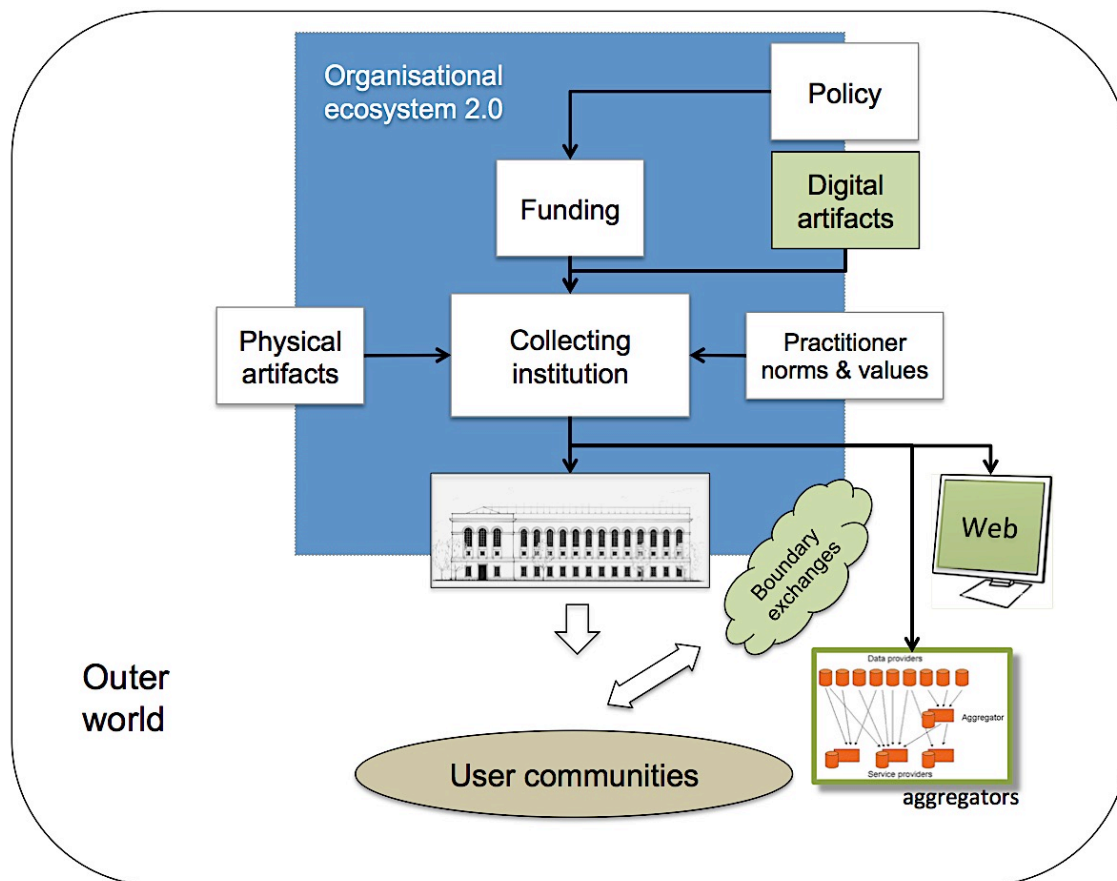 Organisational
ecosystem 2.0
Policy
Funding
Digital
artifacts
Physical
artifacts
Collecting
institution
Practitioner
norms & values
Boundary
exchanges
Web
Outer
world
User communities
Data providers
Aggregator
Service providers
aggregators